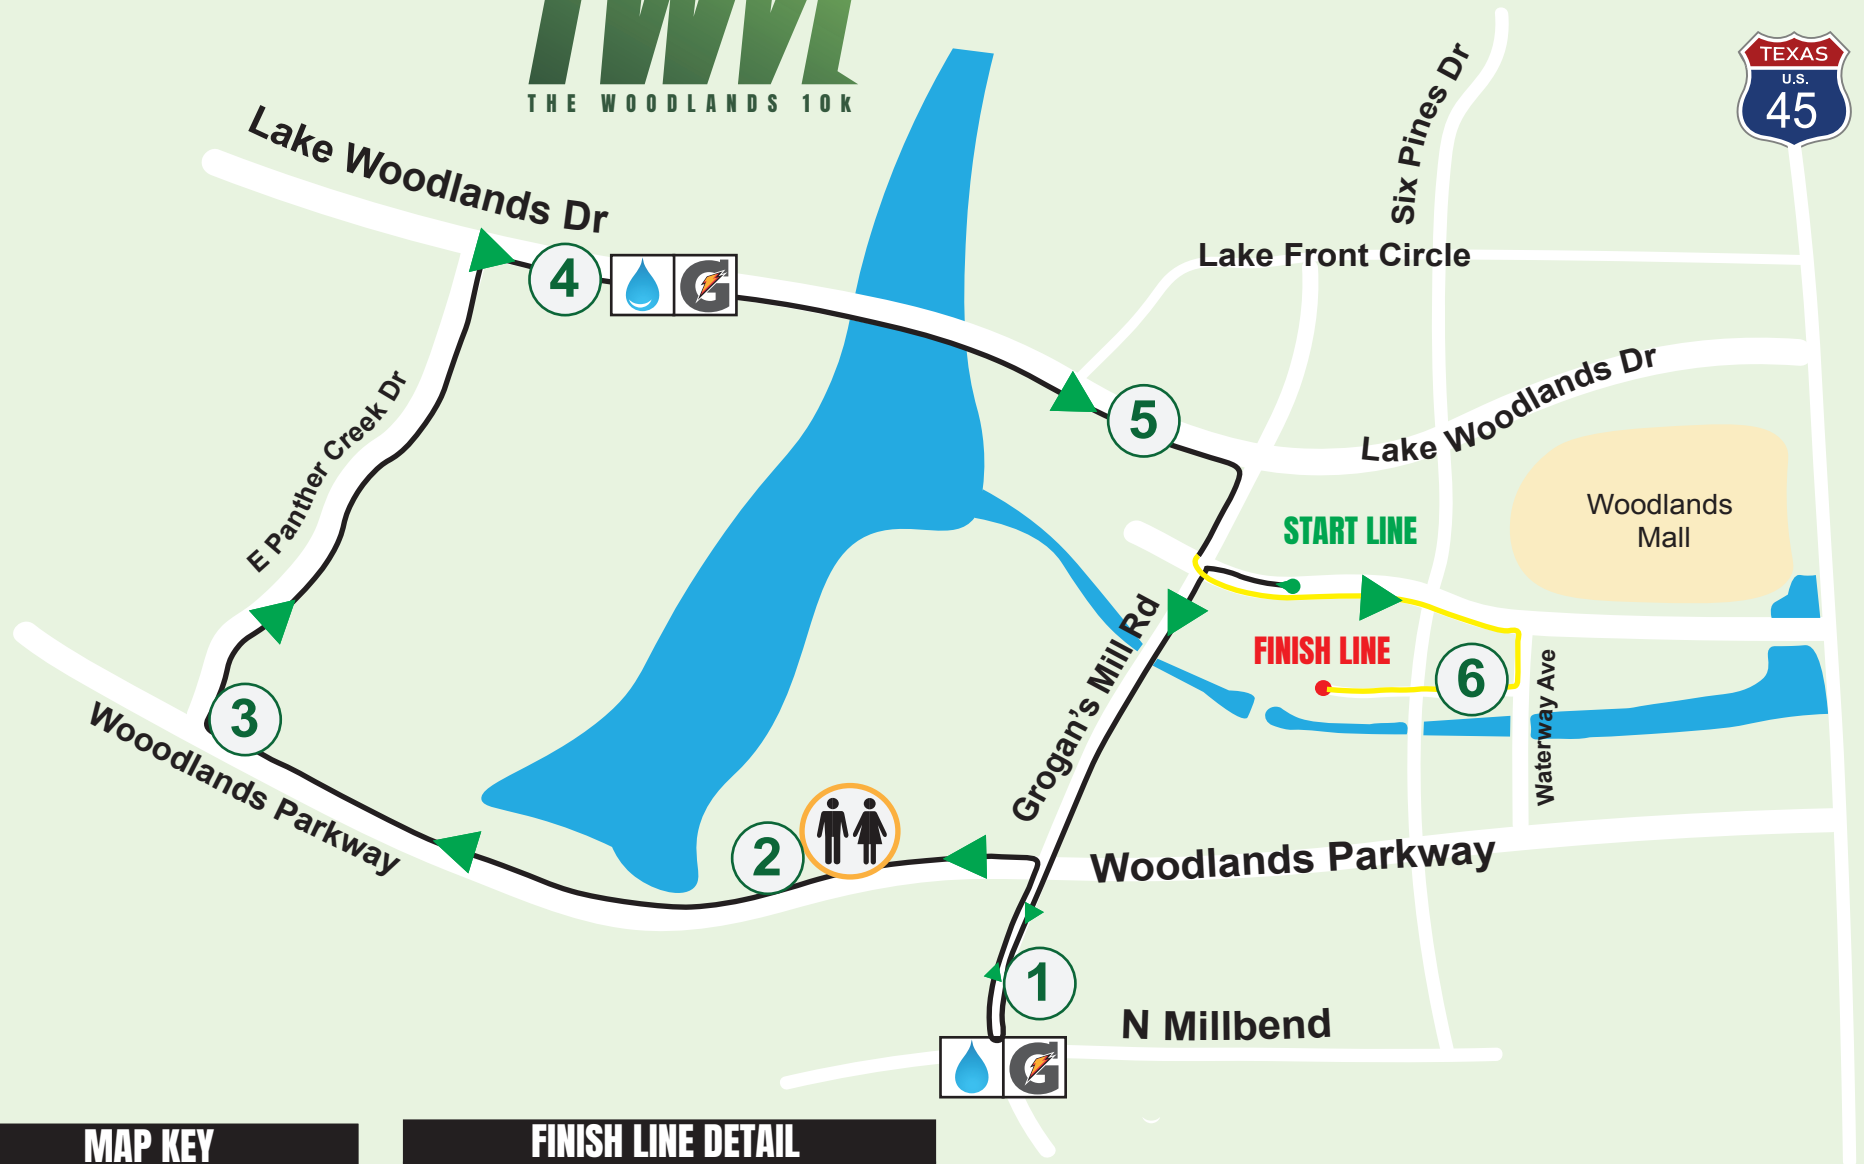 TWVL
THE WOODLANDS 10k
TEXAS
U.S.
45
Six Pines Dr
Lake Woodlands Dr
Lake Front Circle
4
G
Lake Woodlands Dr
E Panther Creek Dr
5
Woodlands
Mall
START LINE
FINISH LINE
6
Grogan's Mill Rd
Waterway Ave
3
Wooodlands Parkway
2
Woodlands Parkway
1
N Millbend
G
MAP KEY
FINISH LINE DETAIL